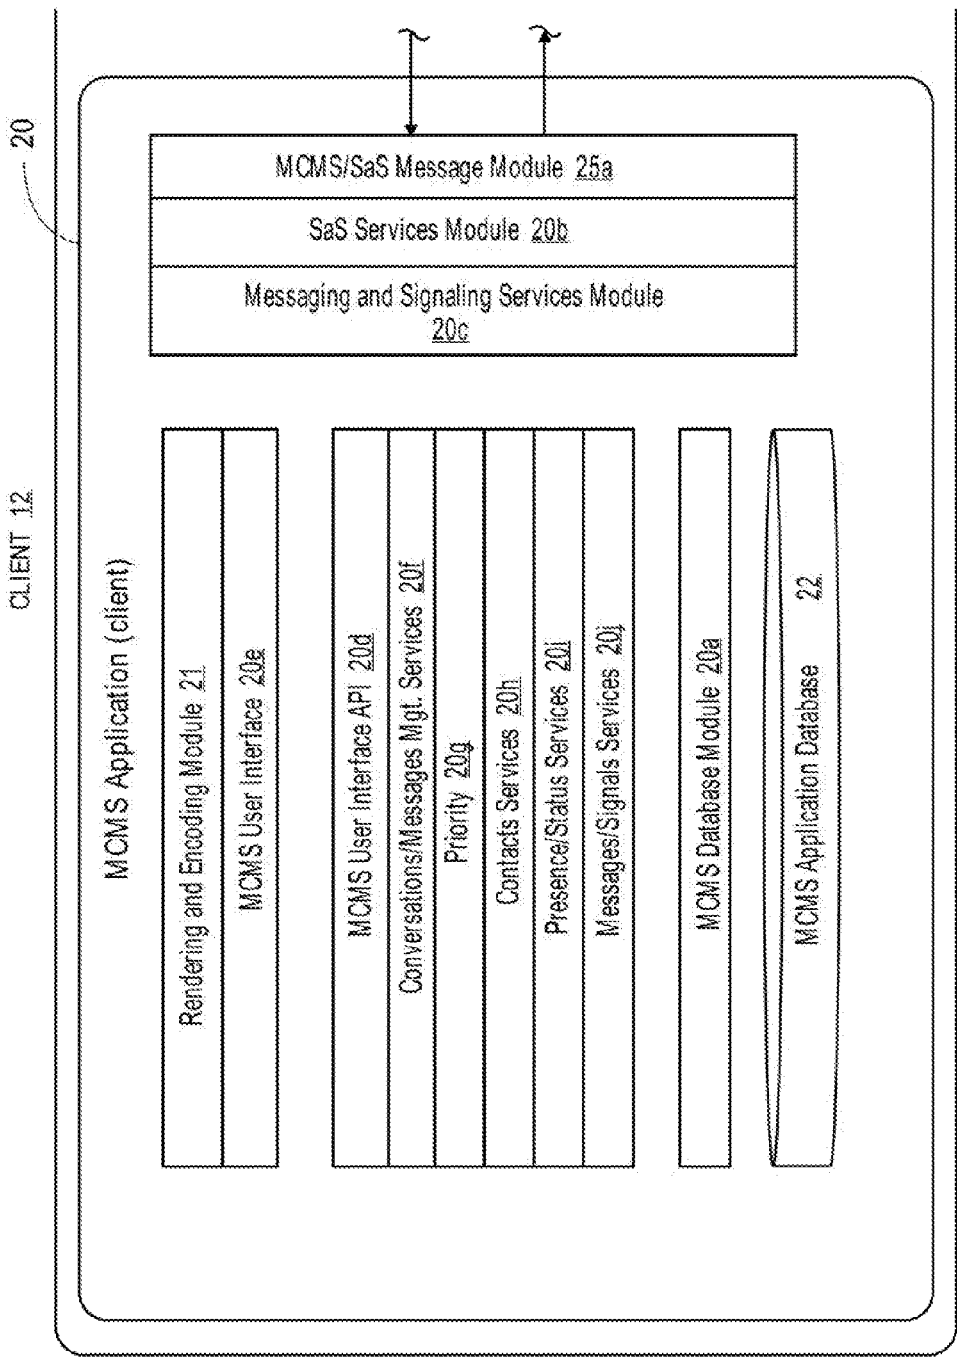 CLIENT 12
20
MCMS Application (client)
Rendering and Encoding Module 21
MCMS User Interface 20e
MCMS User Interface API 20d
Conversations/Messages Mgt. Services 20f
Priority 20g
Contacts Services 20h
Presence/Status Services 20i
Messages/Signals Services 20j
MCMS Database Module 20a
MCMS Application Database 22
MCMS/SaS Message Module 25a
SaS Services Module 20b
Messaging and Signaling Services Module
20c